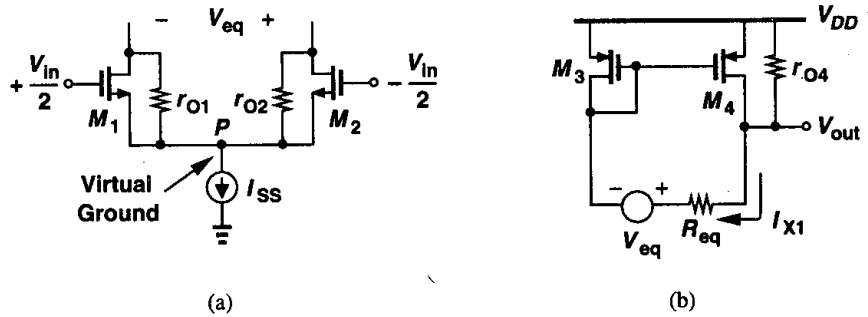 − V_eq +
+ V_in/2
− V_in/2
r_O1
r_O2
M_1
M_2
P
Virtual
Ground
I_SS
(a)
V_DD
M_3
M_4
r_O4
V_out
− +
V_eq
R_eq
I_X1
(b)